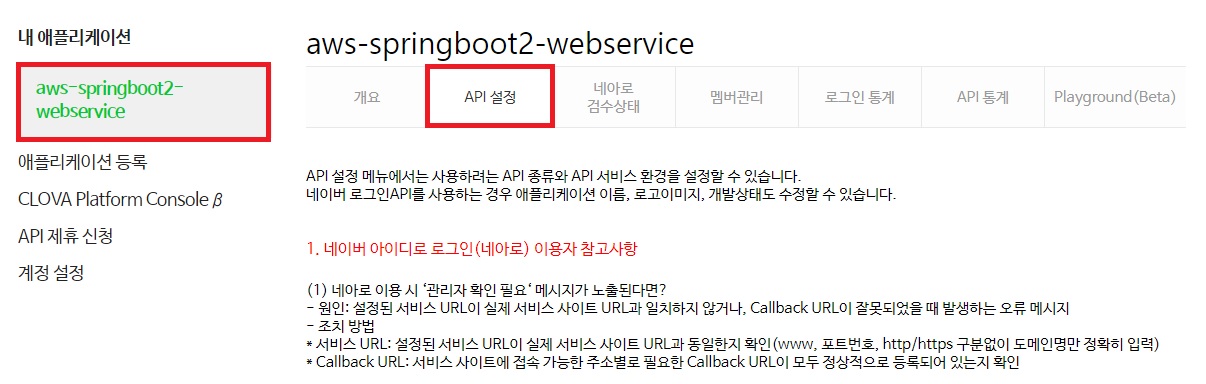 내 애플리케이션
aws-springboot2-
webservice
애플리케이션 등록
CLOVA Platform Console β
API 제휴 신청
계정 설정
aws-springboot2-webservice
개요
API 설정
네아로
검수상태
멤버관리
로그인 통계
API 통계
Playground(Beta)
API 설정 메뉴에서는 사용하려는 API 종류와 API 서비스 환경을 설정할 수 있습니다.
네이버 로그인API를 사용하는 경우 애플리케이션 이름, 로고이미지, 개발상태도 수정할 수 있습니다.
1. 네이버 아이디로 로그인(네아로) 이용자 참고사항
(1) 네아로 이용 시 ‘관리자 확인 필요‘ 메시지가 노출된다면?
- 원인: 설정된 서비스 URL이 실제 서비스 사이트 URL과 일치하지 않거나, Callback URL이 잘못되었을 때 발생하는 오류 메시지
- 조치 방법
* 서비스 URL: 설정된 서비스 URL이 실제 서비스 사이트 URL과 동일한지 확인(www, 포트번호, http/https 구분없이 도메인명만 정확히 입력)
* Callback URL: 서비스 사이트에 접속 가능한 주소별로 필요한 Callback URL이 모두 정상적으로 등록되어 있는지 확인